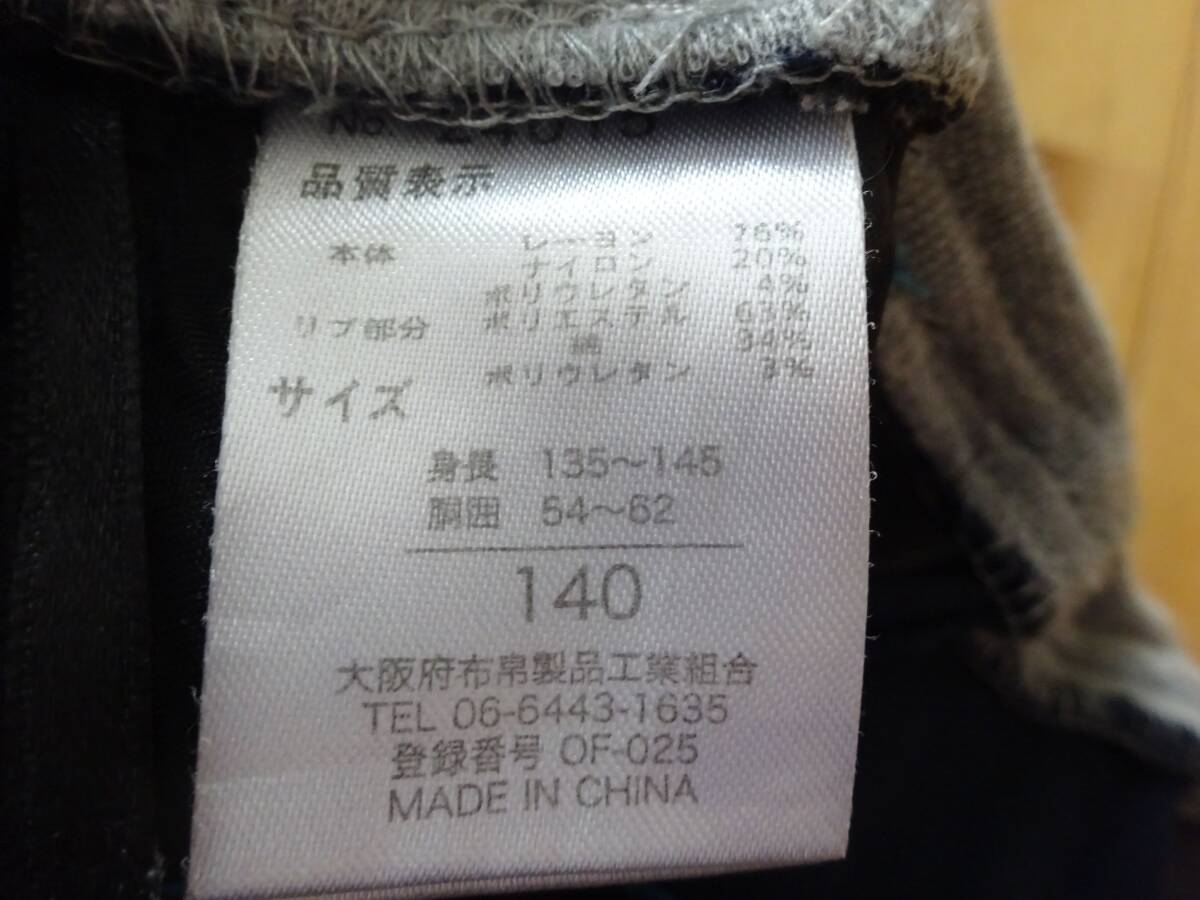 No
品質表示
本体 レーヨン 76%
ナイロン 20%
ポリウレタン 4%
リブ部分 ポリエステル 63%
綿 34%
ポリウレタン 3%
サイズ
身長 135～145
胴囲 54～62
140
大阪府布帛製品工業組合
TEL 06-6443-1635
登録番号 OF-025
MADE IN CHINA